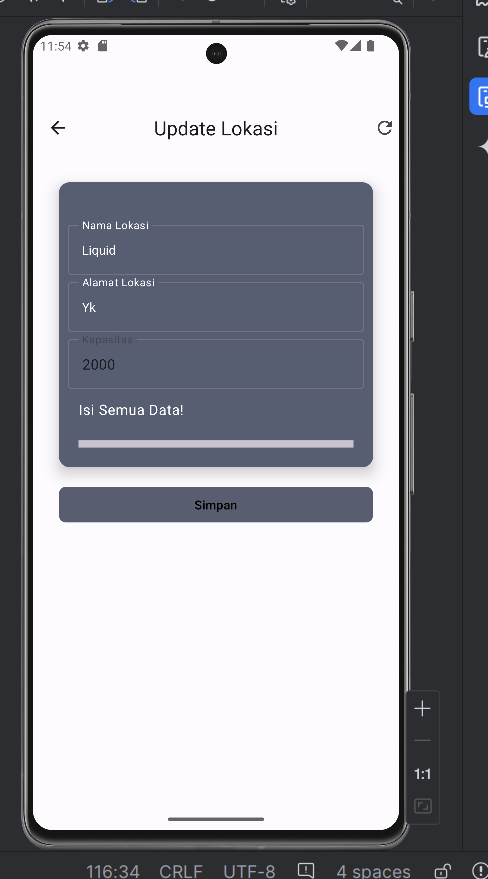 11:54
Update Lokasi
Nama Lokasi
Liquid
Alamat Lokasi
Yk
Kapasitas
2000
Isi Semua Data!
Simpan
1:1
116:34 CRLF UTF-8 4 spaces